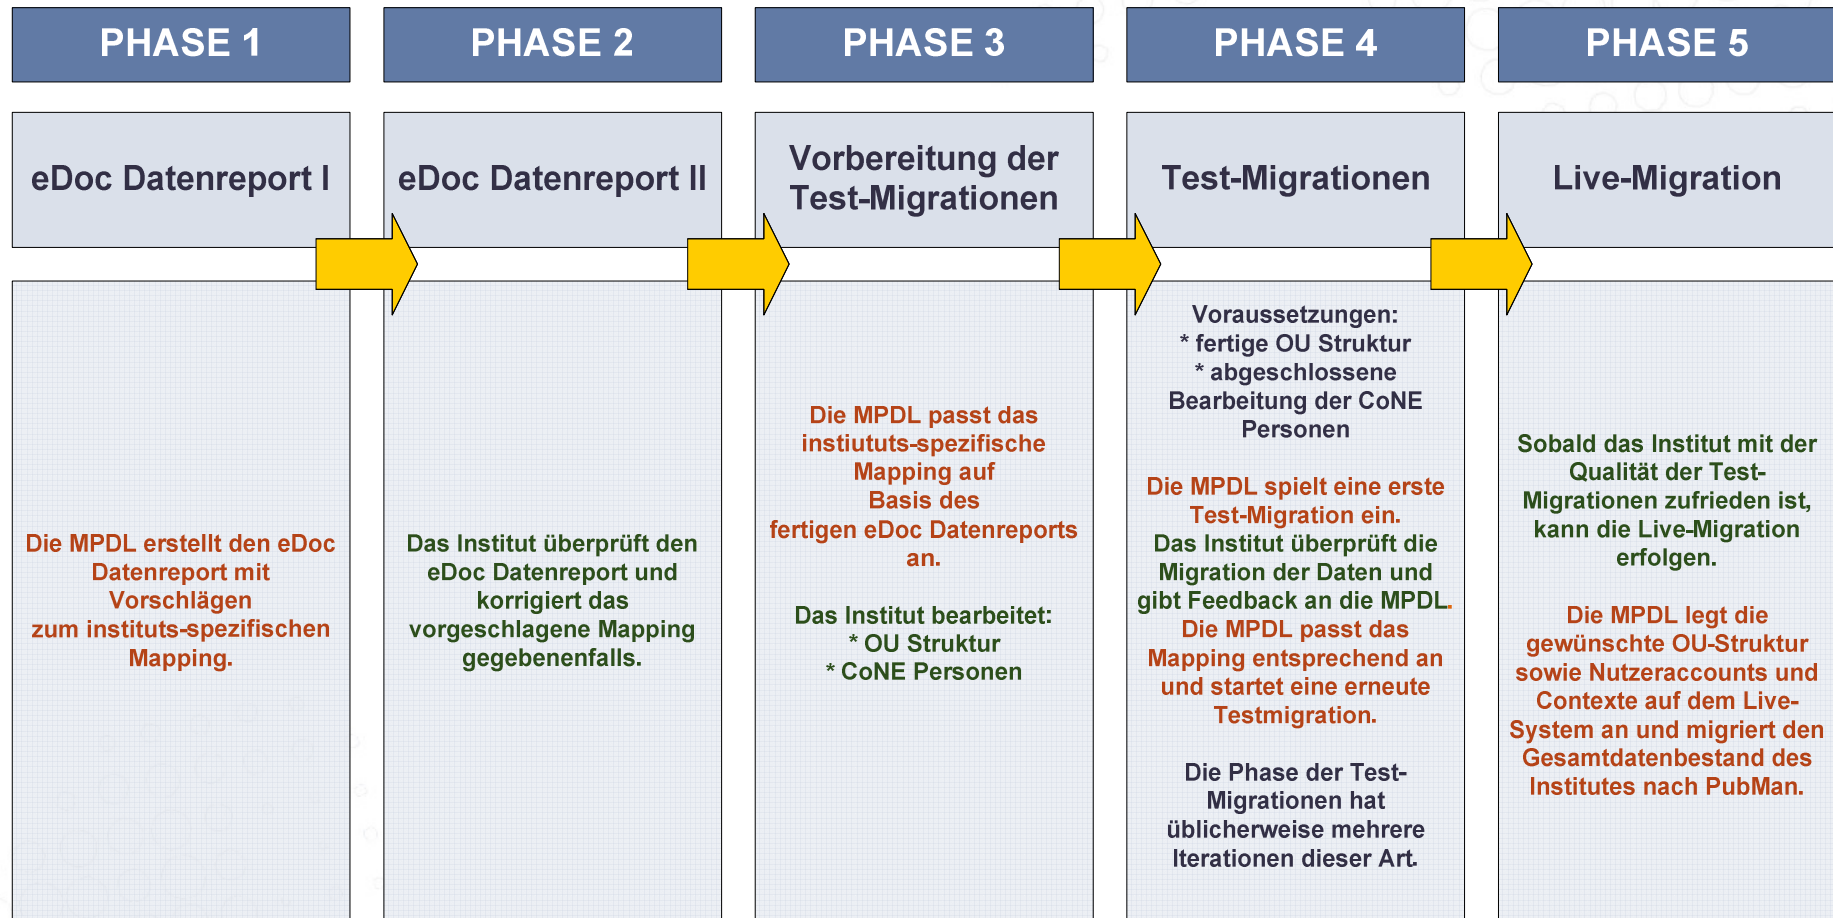 PHASE 1
eDoc Datenreport I
Die MPDL erstellt den eDoc
Datenreport mit
Vorschlägen
zum instituts-spezifischen
Mapping.
PHASE 2
eDoc Datenreport II
Das Institut überprüft den
eDoc Datenreport und
korrigiert das
vorgeschlagene Mapping
gegebenenfalls.
PHASE 3
Vorbereitung der
Test-Migrationen
Die MPDL passt das
instiututs-spezifische
Mapping auf
Basis des
fertigen eDoc Datenreports
an.
Das Institut bearbeitet:
* OU Struktur
* CoNE Personen
PHASE 4
Test-Migrationen
Voraussetzungen:
* fertige OU Struktur
* abgeschlossene
Bearbeitung der CoNE
Personen
Die MPDL spielt eine erste
Test-Migration ein.
Das Institut überprüft die
Migration der Daten und
gibt Feedback an die MPDL.
Die MPDL passt das
Mapping entsprechend an
und startet eine erneute
Testmigration.
Die Phase der Test-
Migrationen hat
üblicherweise mehrere
Iterationen dieser Art.
PHASE 5
Live-Migration
Sobald das Institut mit der
Qualität der Test-
Migrationen zufrieden ist,
kann die Live-Migration
erfolgen.
Die MPDL legt die
gewünschte OU-Struktur
sowie Nutzeraccounts und
Contexte auf dem Live-
System an und migriert den
Gesamtdatenbestand des
Institutes nach PubMan.